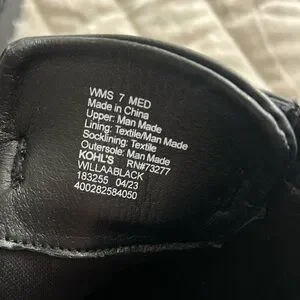 WMS 7 MED
Made in China
Upper: Man Made
Lining: Textile/Man Made
Socklining: Textile
Outersole: Man Made
KOHL'S RN#73277
WILLAABLACK
183255 04/23
400282584050